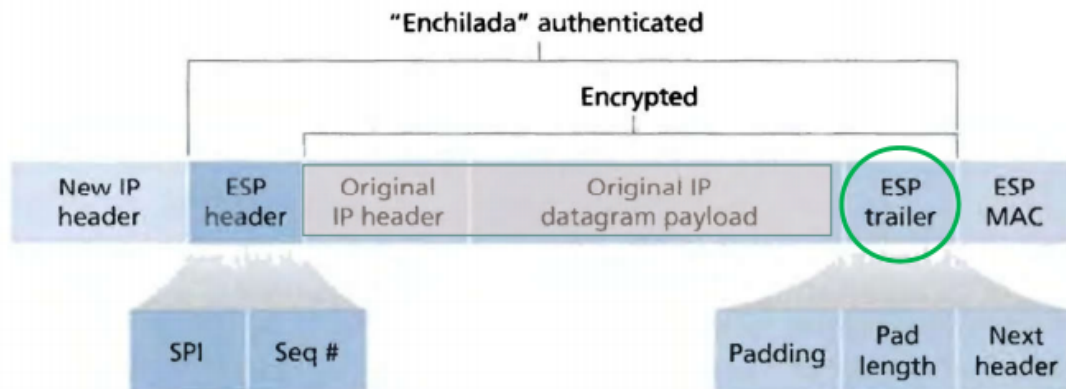 “Enchilada” authenticated
Encrypted
New IP
header
ESP
header
Original
IP header
Original IP
datagram payload
ESP
trailer
ESP
MAC
SPI
Seq #
Padding
Pad
length
Next
header